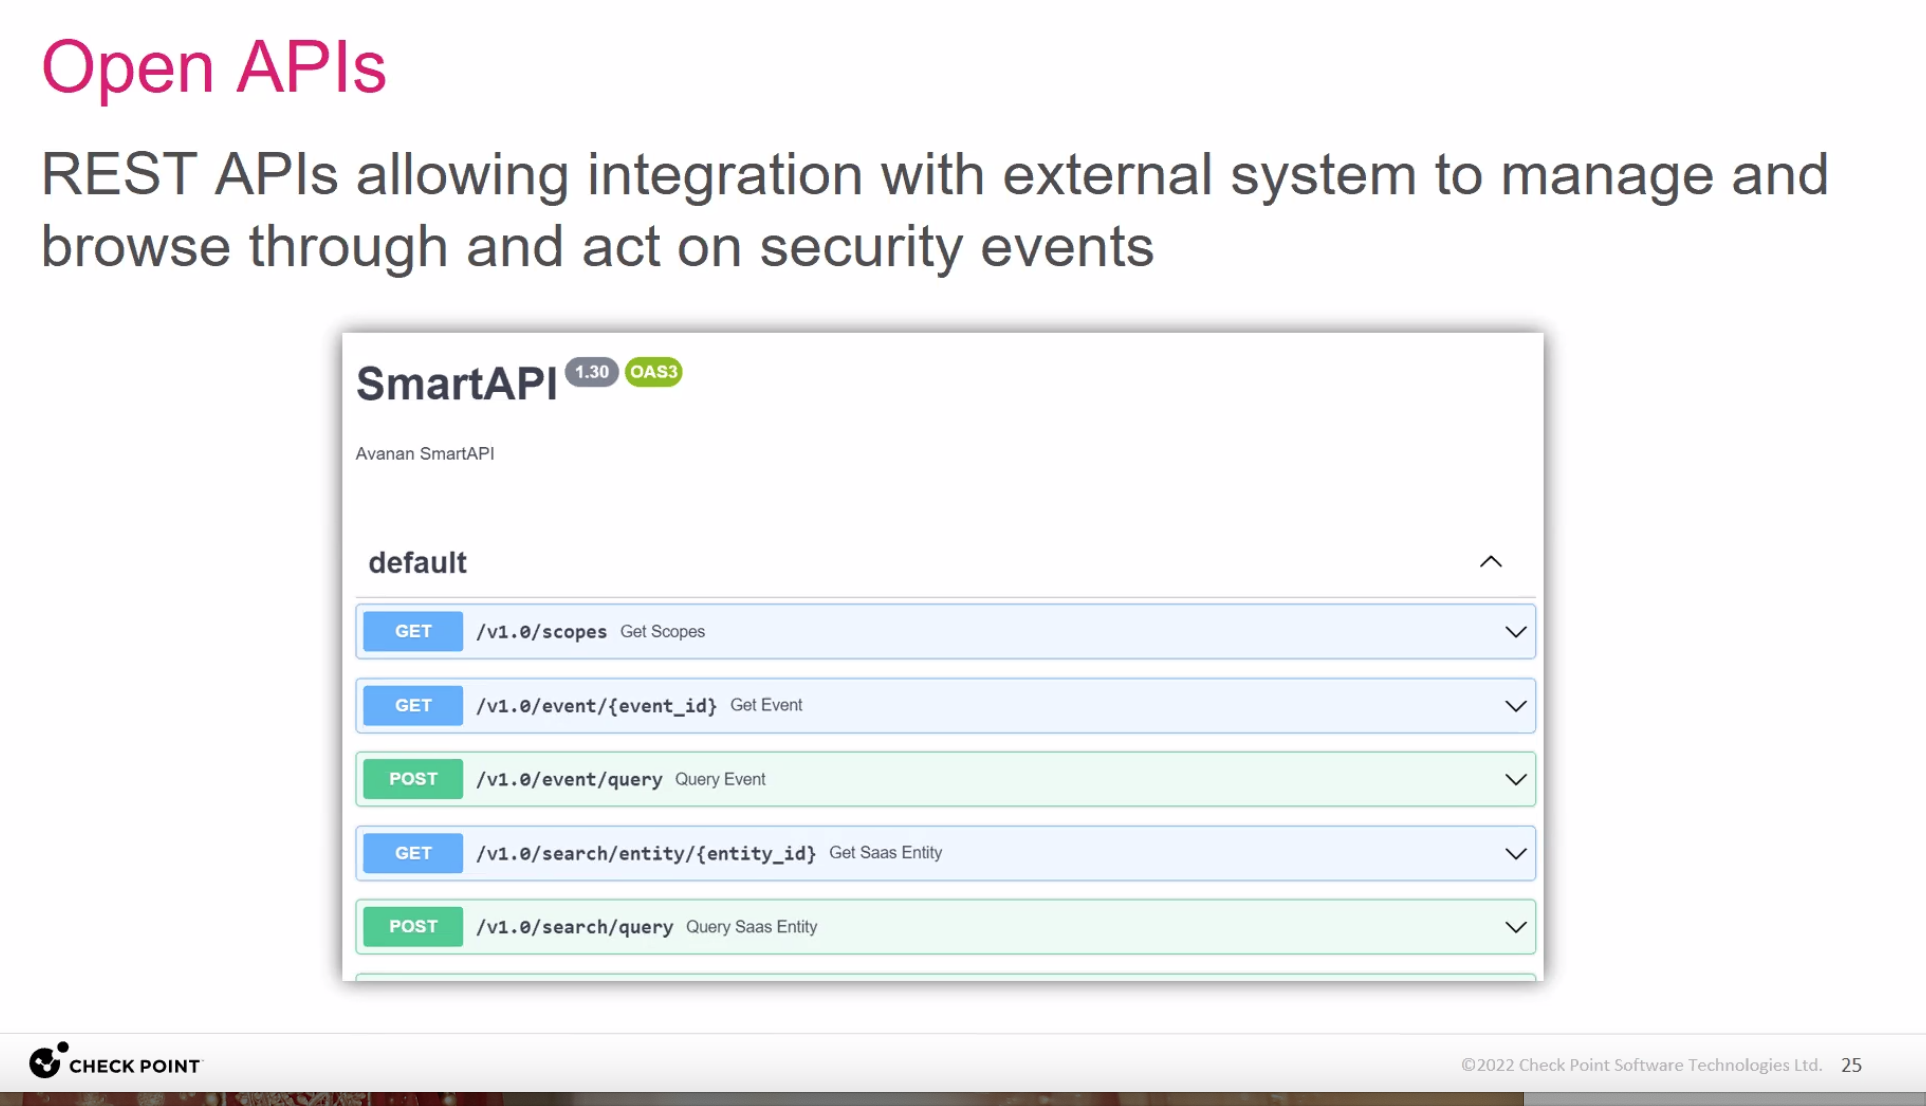 Open APIs
REST APIs allowing integration with external system to manage and
browse through and act on security events
SmartAPI 1.30 OAS3
Avanan SmartAPI
default
GET /v1.0/scopes Get Scopes
GET /v1.0/event/{event_id} Get Event
POST /v1.0/event/query Query Event
GET /v1.0/search/entity/{entity_id} Get Saas Entity
POST /v1.0/search/query Query Saas Entity
CHECK POINT
©2022 Check Point Software Technologies Ltd. 25